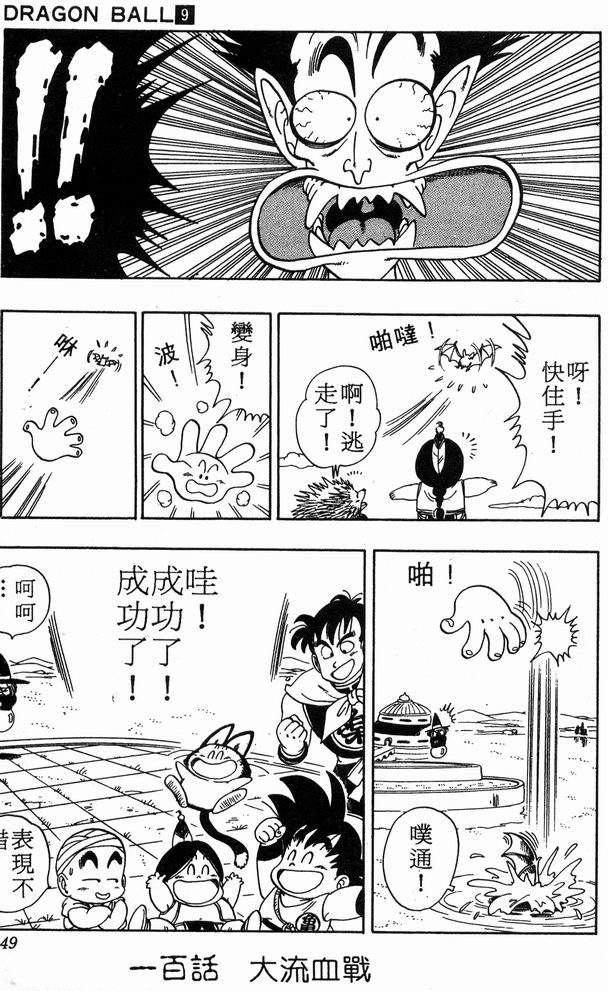 DRAGON BALL 9
!!
呀！
快住手！
啪噠！
啊！逃
走了！
變身！
波！
咻—！
啪！
噗通！
哇！
成功了！
成功了！
呵呵
…
表現不
亀
49
一百話 大流血戰